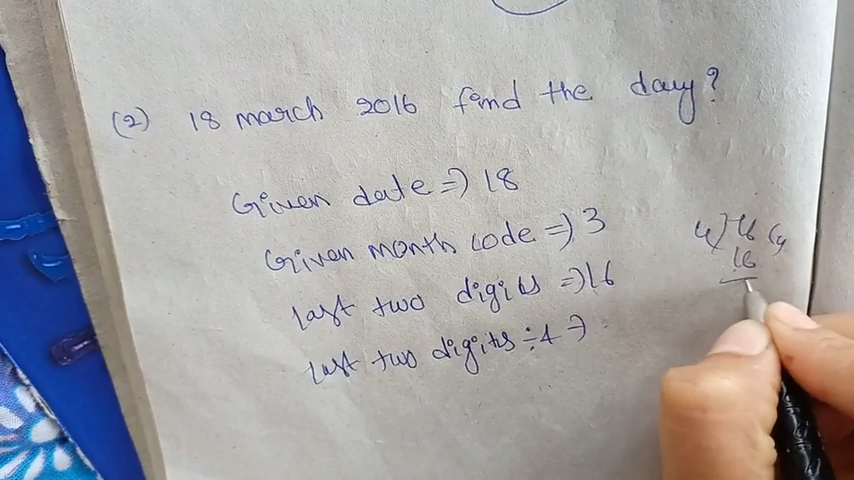 (2) 18 march 2016 find the day?
Given date => 18
Given month code => 3
Last two digits => 16
Last two digits ÷ 4 =>
4) 16 (4
16